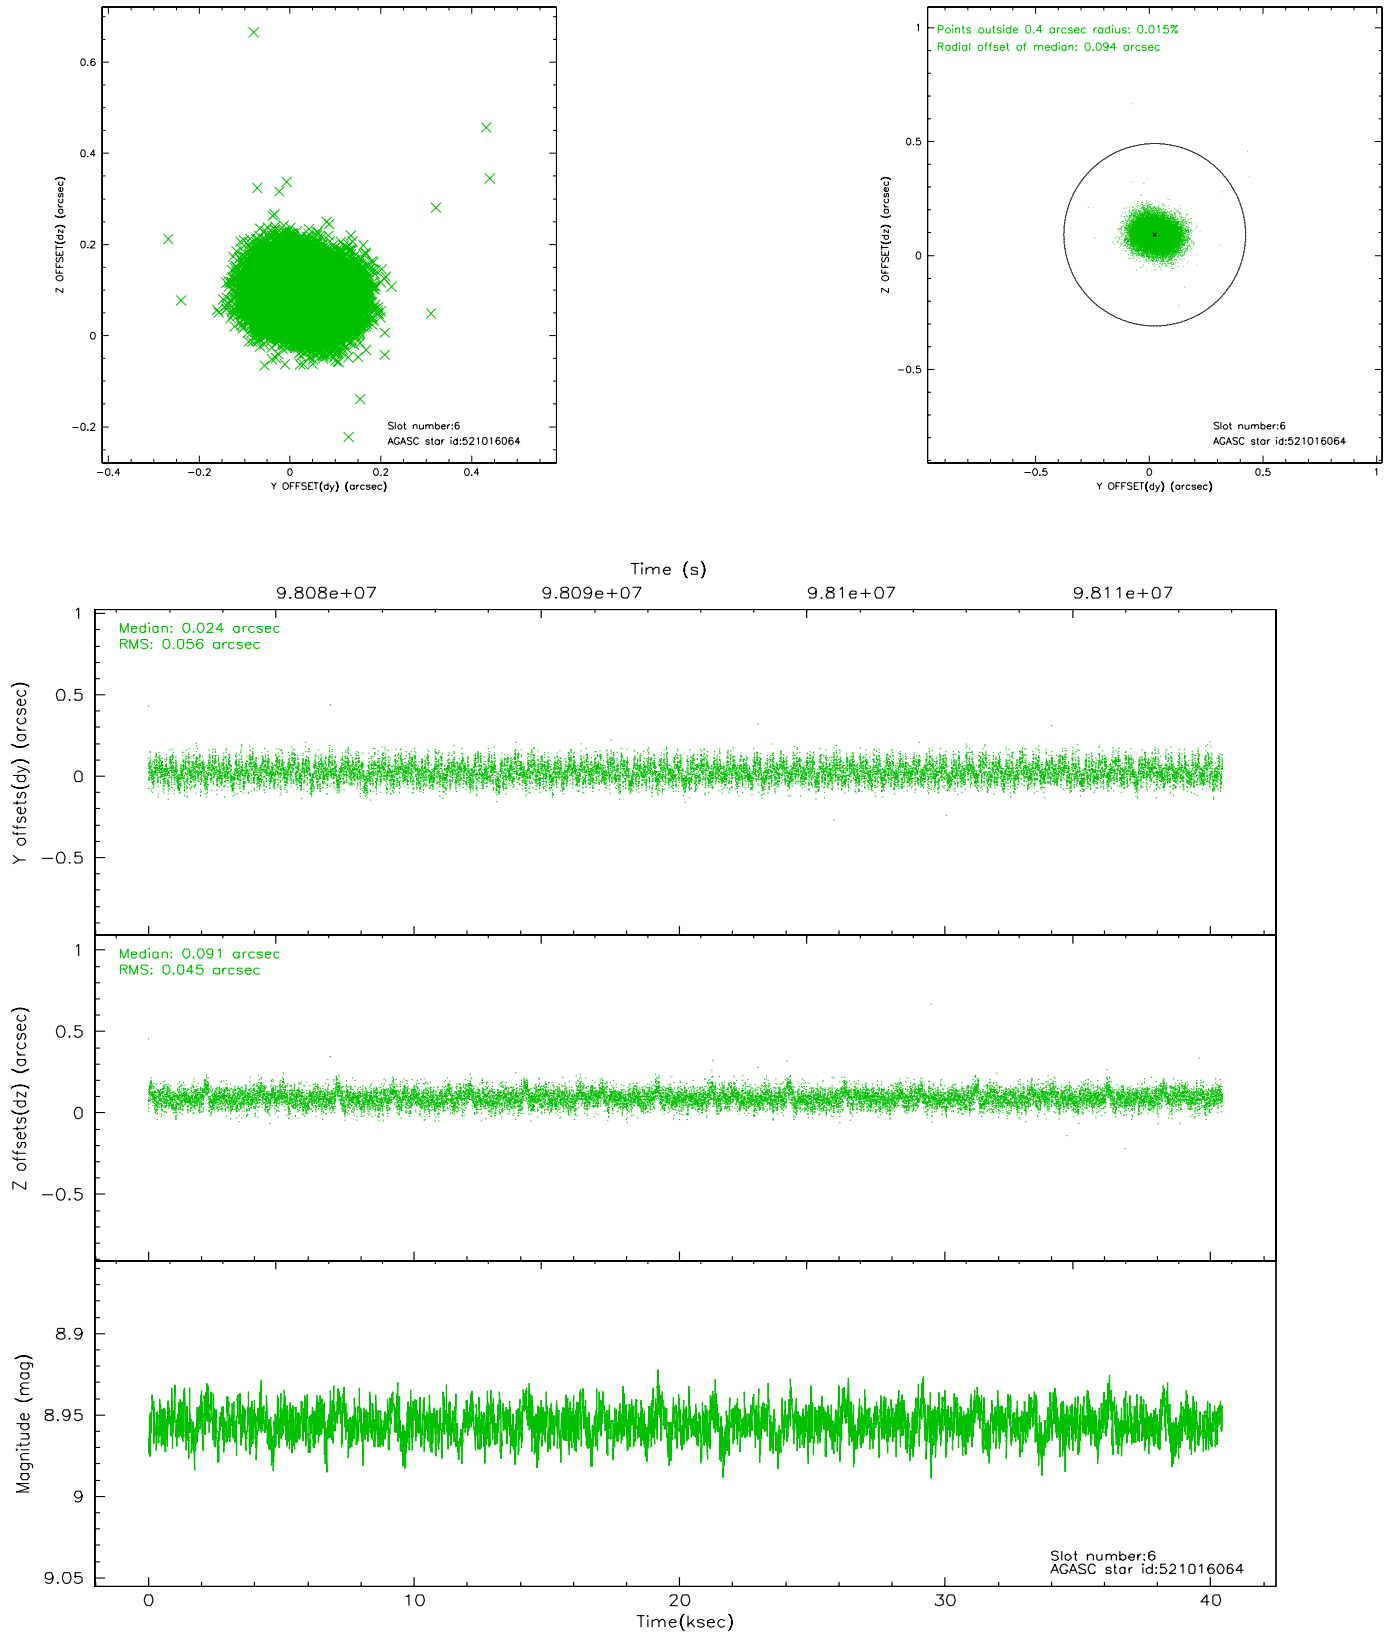 0.6
0.4
0.2
0
−0.2
Z OFFSET(dz) (arcsec)
Slot number:6
AGASC star id:521016064
−0.4 −0.2 0 0.2 0.4
Y OFFSET(dy) (arcsec)
Points outside 0.4 arcsec radius: 0.015%
Radial offset of median: 0.094 arcsec
1
0.5
0
−0.5
Z OFFSET(dz) (arcsec)
Slot number:6
AGASC star id:521016064
−0.5 0 0.5 1
Y OFFSET(dy) (arcsec)
Time (s)
9.808e+07 9.809e+07 9.81e+07 9.811e+07
Median: 0.024 arcsec
RMS: 0.056 arcsec
1
0.5
0
−0.5
Y offsets(dy) (arcsec)
Median: 0.091 arcsec
RMS: 0.045 arcsec
1
0.5
0
−0.5
Z offsets(dz) (arcsec)
8.9
8.95
9
9.05
Magnitude (mag)
Slot number:6
AGASC star id:521016064
0 10 20 30 40
Time(ksec)